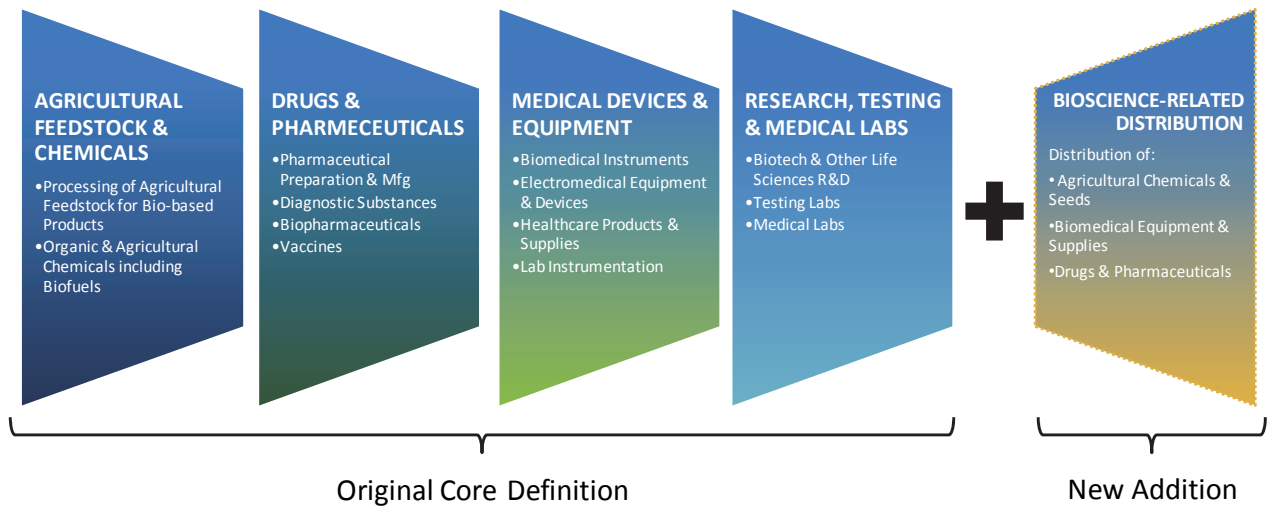 AGRICULTURAL
FEEDSTOCK &
CHEMICALS
•Processing of Agricultural
Feedstock for Bio-based
Products
•Organic & Agricultural
Chemicals including
Biofuels
DRUGS &
PHARMECEUTICALS
•Pharmaceutical
Preparation & Mfg
•Diagnostic Substances
•Biopharmaceuticals
•Vaccines
MEDICAL DEVICES &
EQUIPMENT
•Biomedical Instruments
•Electromedical Equipment
& Devices
•Healthcare Products &
Supplies
•Lab Instrumentation
RESEARCH, TESTING
& MEDICAL LABS
•Biotech & Other Life
Sciences R&D
•Testing Labs
•Medical Labs
BIOSCIENCE-RELATED
DISTRIBUTION
Distribution of:
• Agricultural Chemicals &
Seeds
•Biomedical Equipment &
Supplies
•Drugs & Pharmaceuticals
Original Core Definition
New Addition